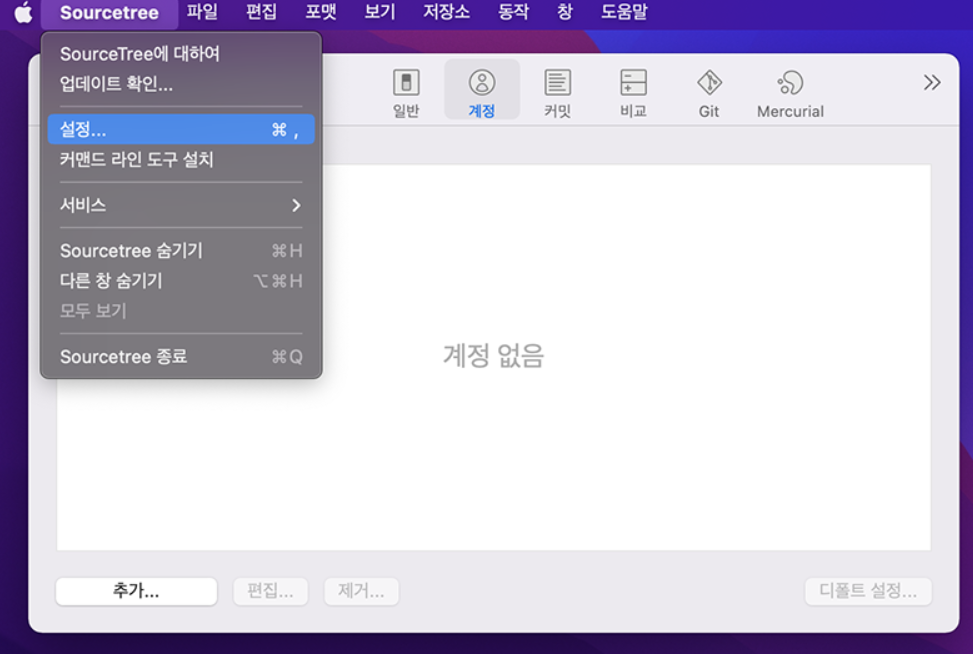 Sourcetree 파일 편집 포맷 보기 저장소 동작 창 도움말
SourceTree에 대하여
업데이트 확인...
설정... ⌘ ,
커맨드 라인 도구 설치
서비스
Sourcetree 숨기기 ⌘H
다른 창 숨기기 ⌥⌘H
모두 보기
Sourcetree 종료 ⌘Q
일반 계정 커밋 비교 Git Mercurial
계정 없음
추가... 편집... 제거... 디폴트 설정...